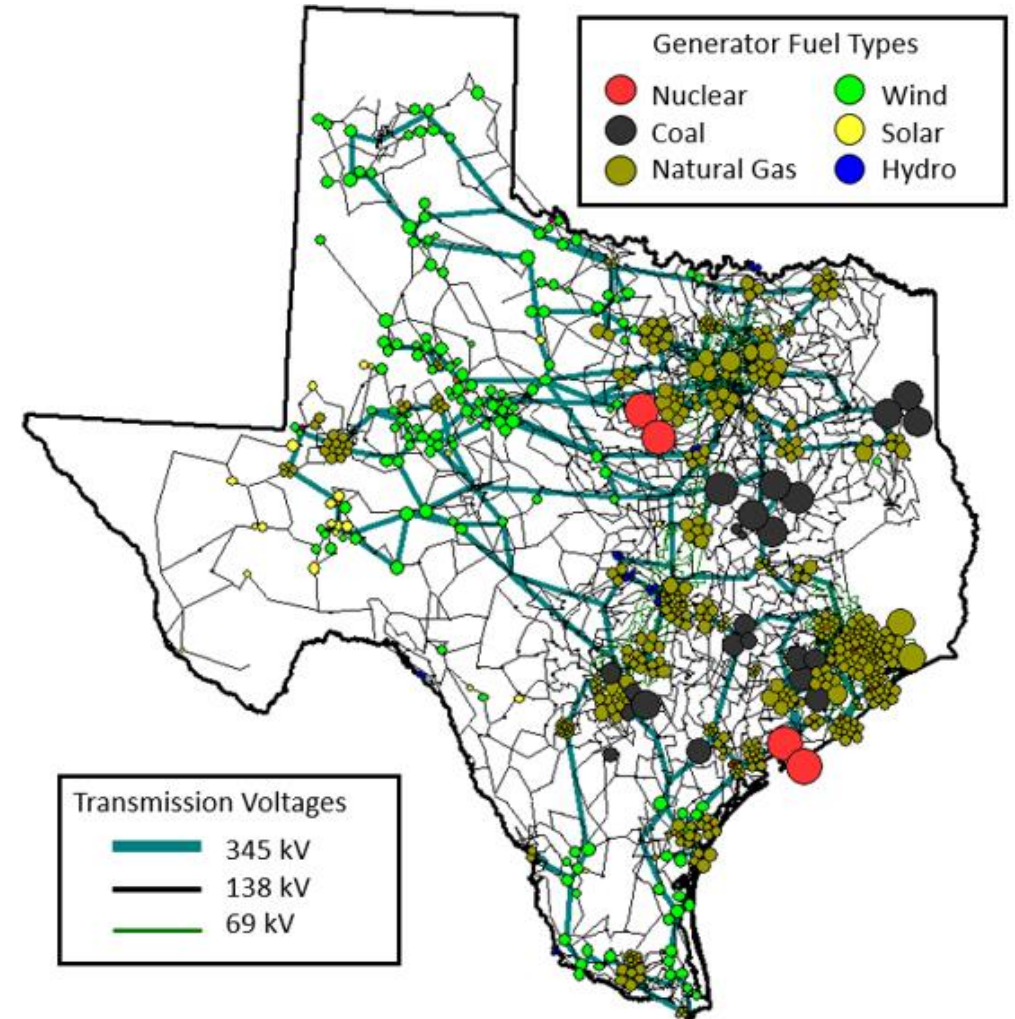 Generator Fuel Types
Nuclear
Wind
Coal
Solar
Natural Gas
Hydro
Transmission Voltages
345 kV
138 kV
69 kV